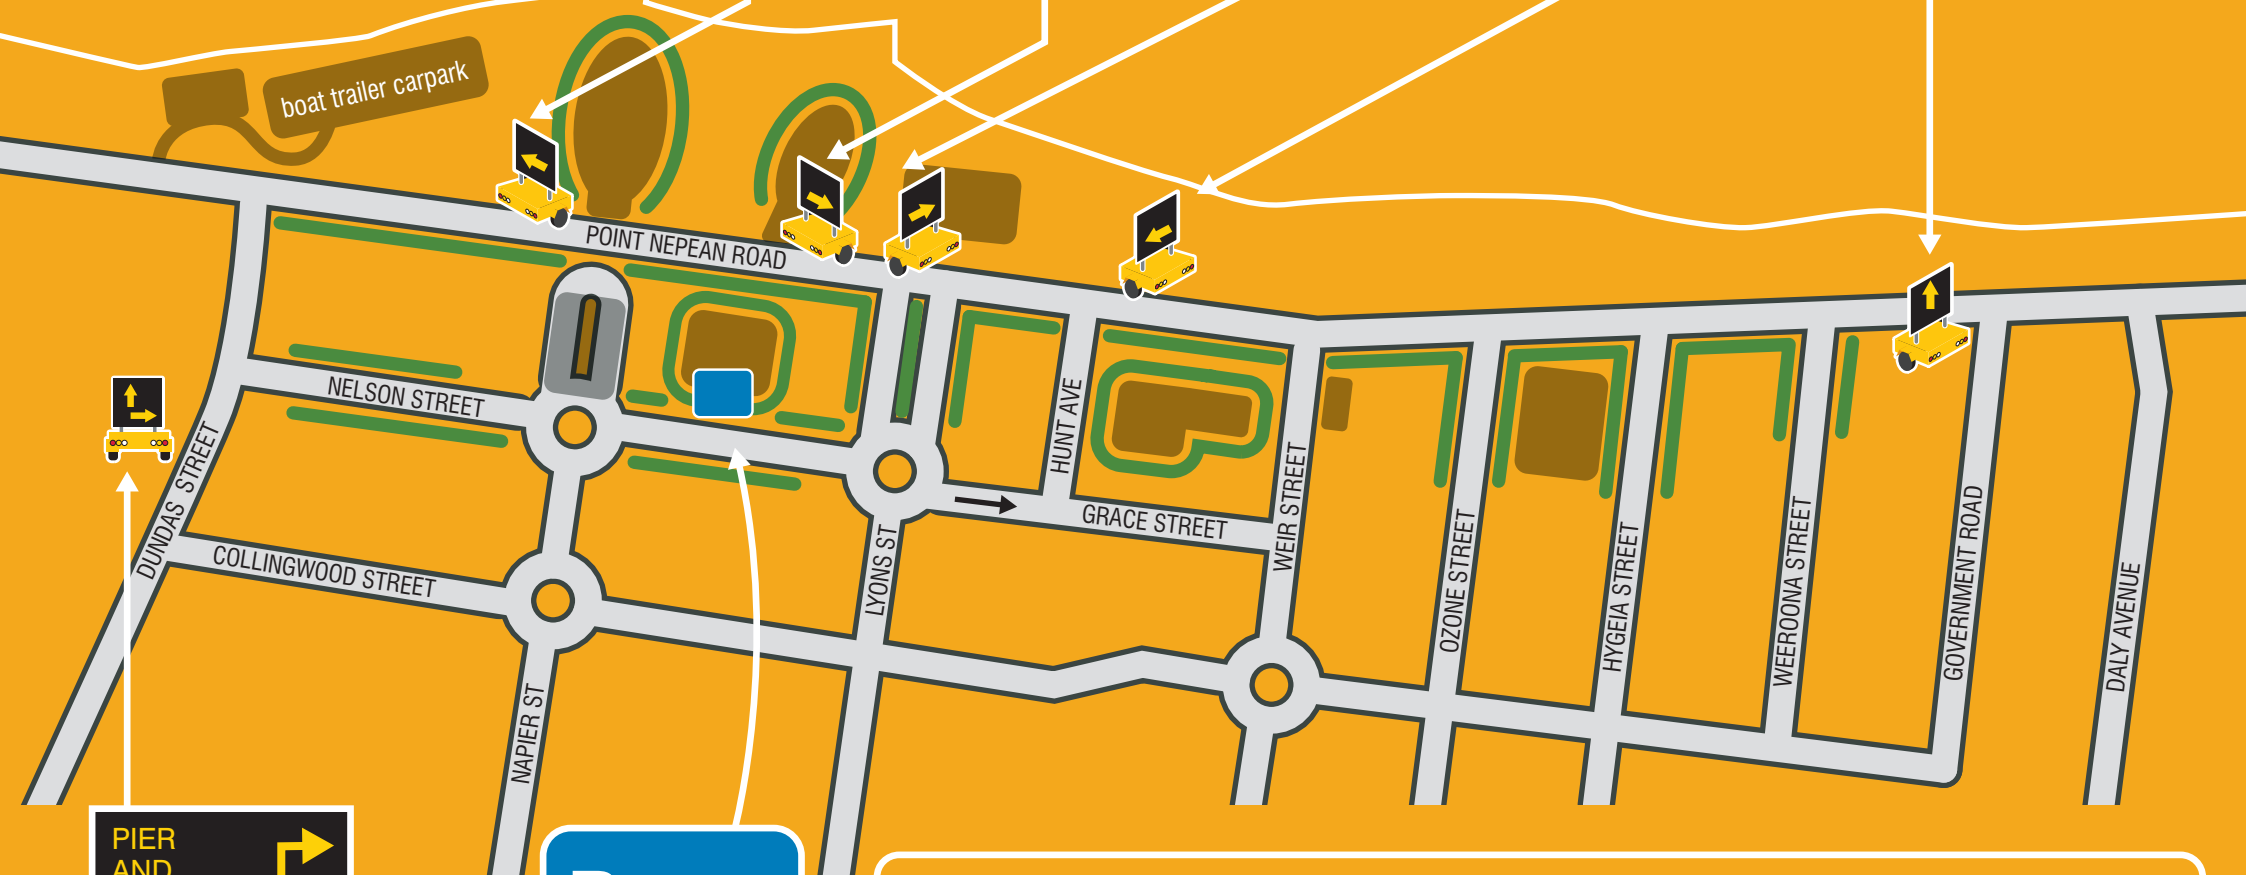 boat trailer carpark
POINT NEPEAN ROAD
NELSON STREET
DUNDAS STREET
COLLINGWOOD STREET
NAPIER ST
LYONS ST
HUNT AVE
GRACE STREET
WEIR STREET
OZONE STREET
HYGEIA STREET
WEEROONA STREET
GOVERNMENT ROAD
DALY AVENUE
PIER
AND